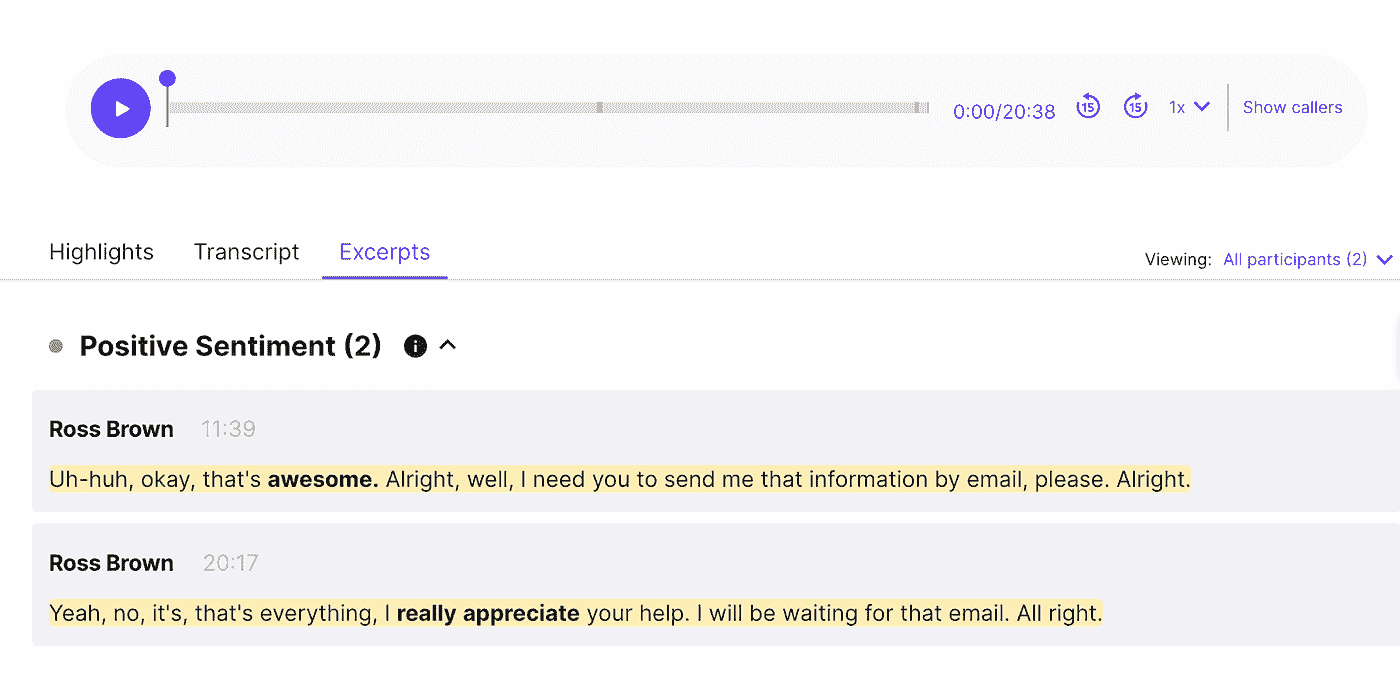 0:00/20:38 15 15 1x Show callers
Highlights Transcript Excerpts
Viewing: All participants (2)
Positive Sentiment (2)
Ross Brown 11:39
Uh-huh, okay, that's awesome. Alright, well, I need you to send me that information by email, please. Alright.
Ross Brown 20:17
Yeah, no, it's, that's everything, I really appreciate your help. I will be waiting for that email. All right.